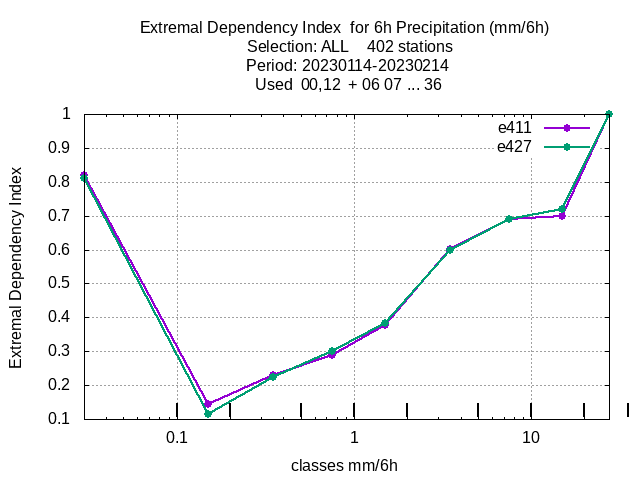 Extremal Dependency Index  for 6h Precipitation (mm/6h)
Selection: ALL    402 stations
Period: 20230114-20230214
Used  00,12  + 06 07 ... 36
e411
e427
1
0.9
0.8
0.7
0.6
0.5
0.4
0.3
0.2
0.1
Extremal Dependency Index
0.1 1 10
classes mm/6h